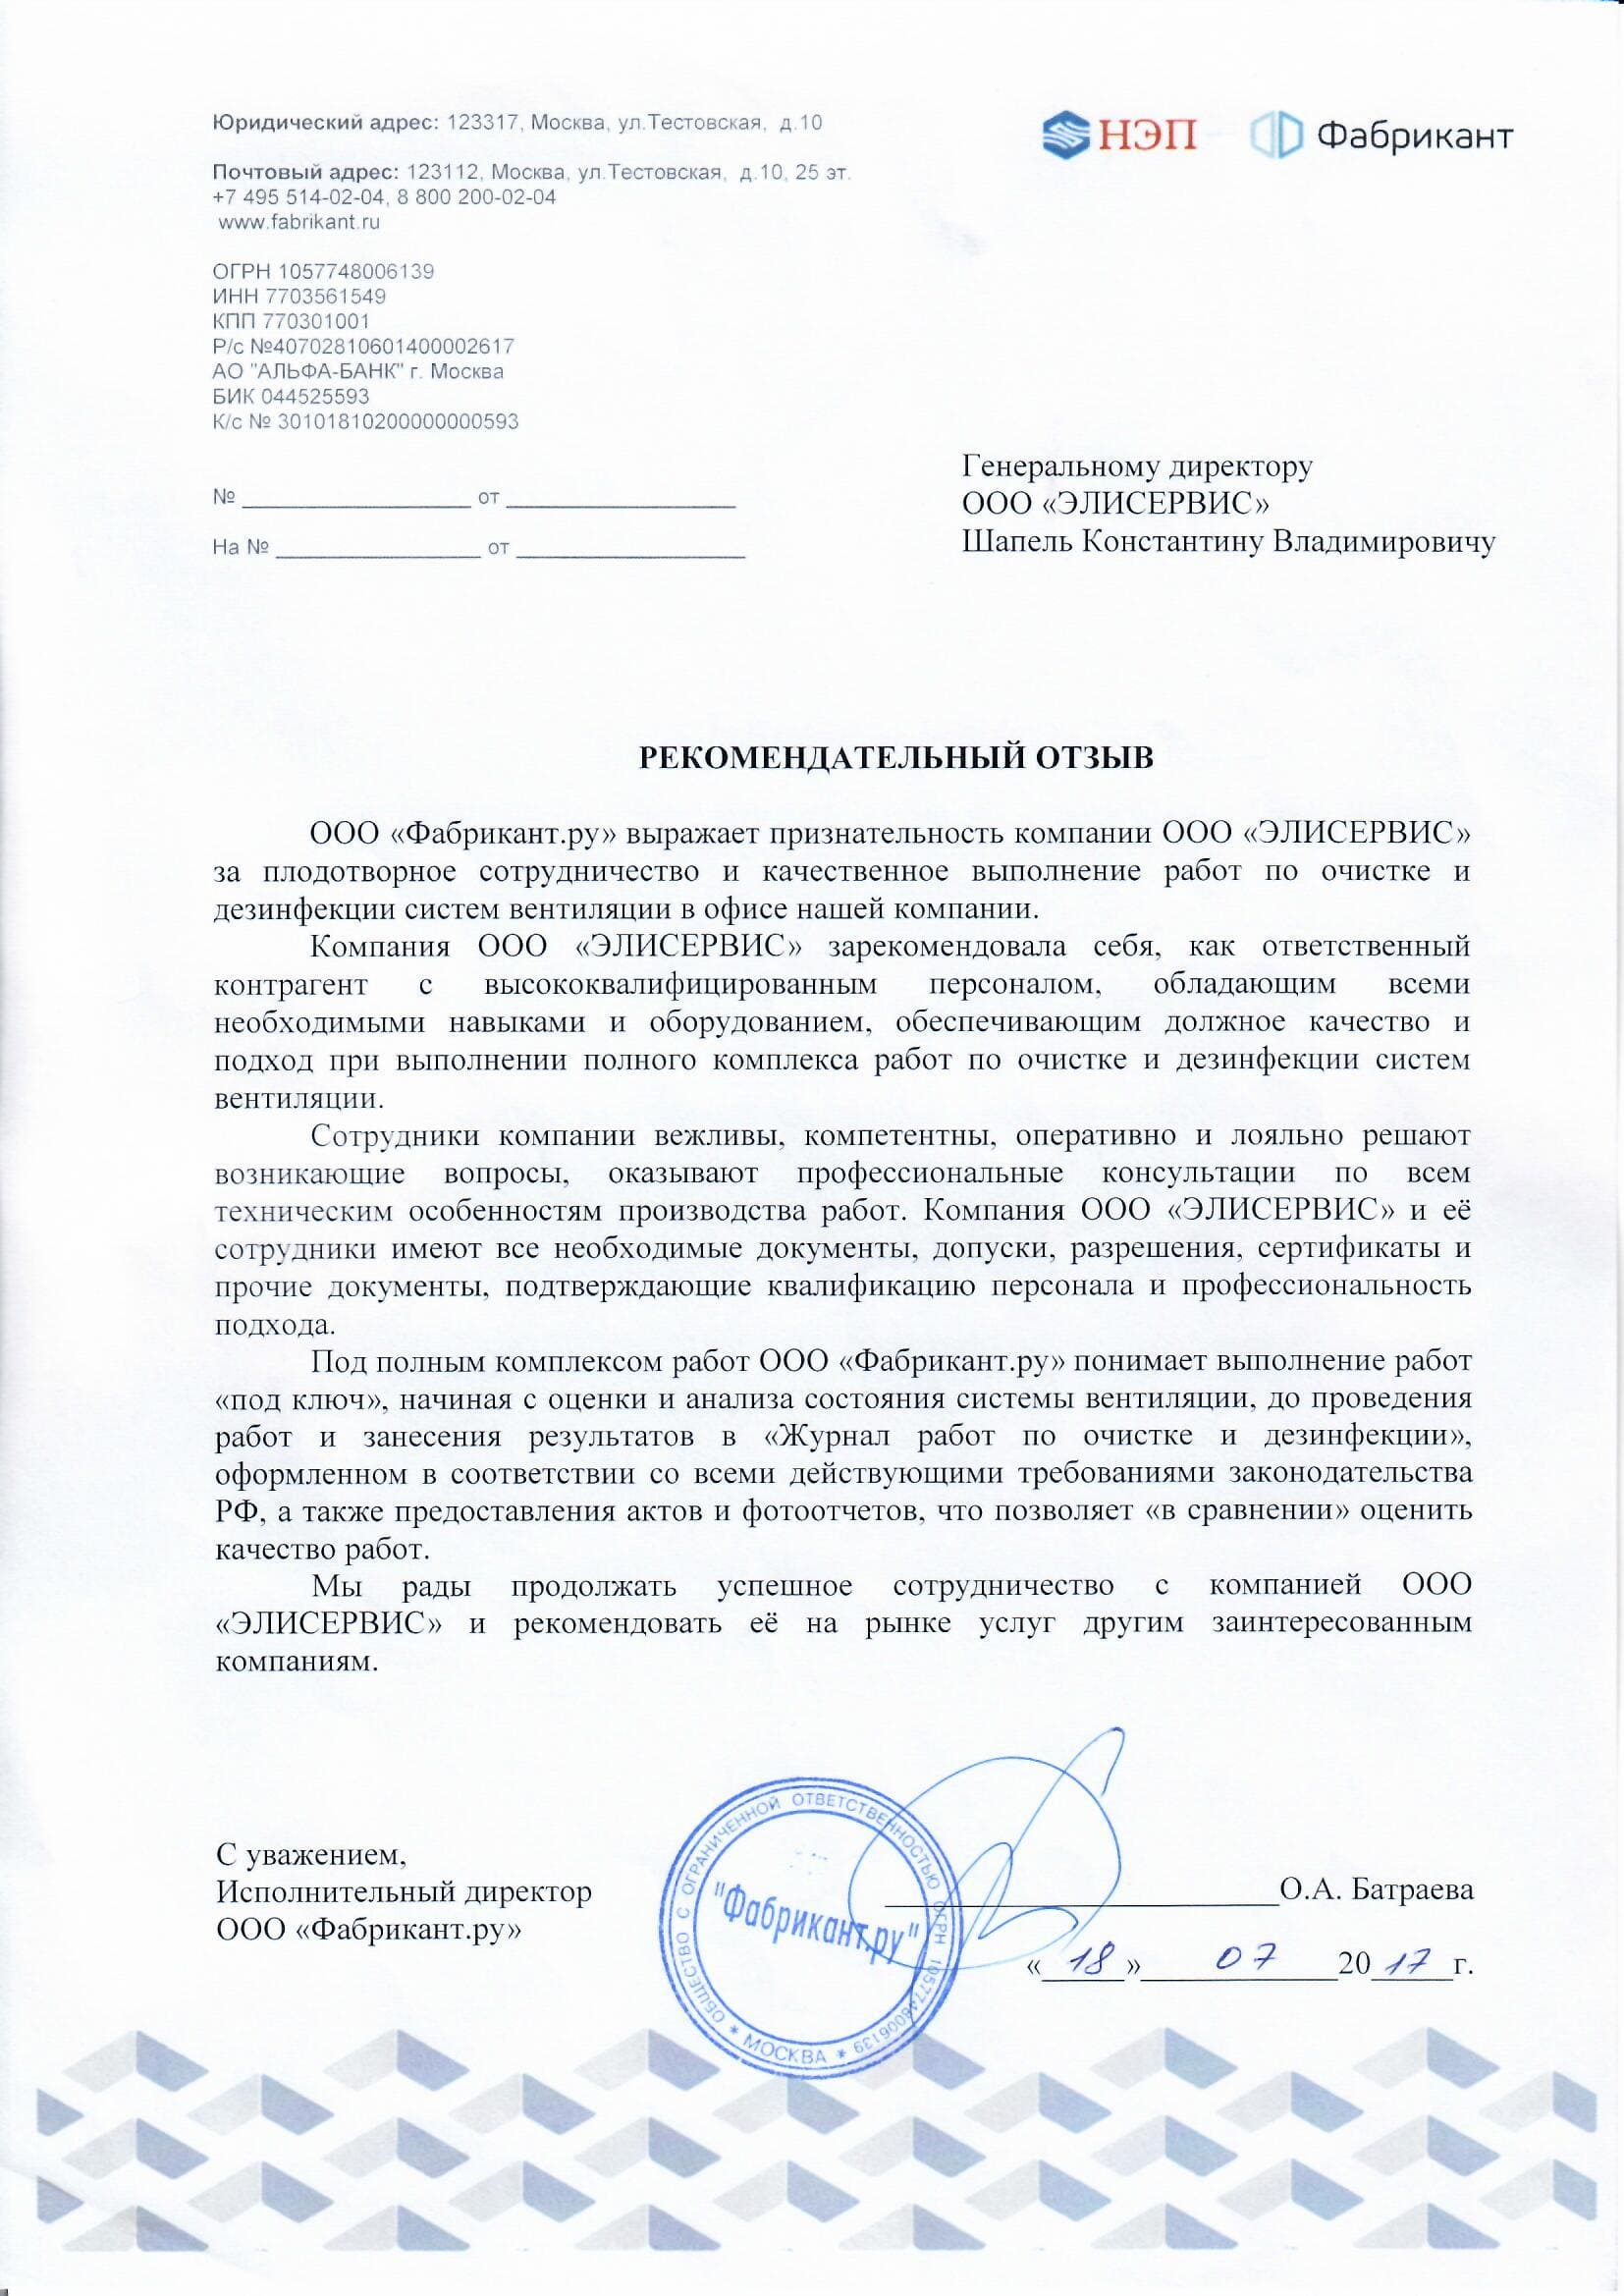 Юридический адрес: 123317, Москва, ул.Тестовская, д.10
НЭП Фабрикант
Почтовый адрес: 123112, Москва, ул.Тестовская, д.10, 25 эт.
+7 495 514-02-04, 8 800 200-02-04
www.fabrikant.ru
ОГРН 1057748006139
ИНН 7703561549
КПП 770301001
Р/с №40702810601400002617
АО "АЛЬФА-БАНК" г. Москва
БИК 044525593
К/с № 30101810200000000593
№ _________________ от _________________
На № _______________ от _________________
Генеральному директору
ООО «ЭЛИСЕРВИС»
Шапель Константину Владимировичу
РЕКОМЕНДАТЕЛЬНЫЙ ОТЗЫВ
ООО «Фабрикант.ру» выражает признательность компании ООО «ЭЛИСЕРВИС»
за плодотворное сотрудничество и качественное выполнение работ по очистке и
дезинфекции систем вентиляции в офисе нашей компании.
Компания ООО «ЭЛИСЕРВИС» зарекомендовала себя, как ответственный
контрагент с высококвалифицированным персоналом, обладающим всеми
необходимыми навыками и оборудованием, обеспечивающим должное качество и
подход при выполнении полного комплекса работ по очистке и дезинфекции систем
вентиляции.
Сотрудники компании вежливы, компетентны, оперативно и лояльно решают
возникающие вопросы, оказывают профессиональные консультации по всем
техническим особенностям производства работ. Компания ООО «ЭЛИСЕРВИС» и её
сотрудники имеют все необходимые документы, допуски, разрешения, сертификаты и
прочие документы, подтверждающие квалификацию персонала и профессиональность
подхода.
Под полным комплексом работ ООО «Фабрикант.ру» понимает выполнение работ
«под ключ», начиная с оценки и анализа состояния системы вентиляции, до проведения
работ и занесения результатов в «Журнал работ по очистке и дезинфекции»,
оформленном в соответствии со всеми действующими требованиями законодательства
РФ, а также предоставления актов и фотоотчетов, что позволяет «в сравнении» оценить
качество работ.
Мы рады продолжать успешное сотрудничество с компанией ООО
«ЭЛИСЕРВИС» и рекомендовать её на рынке услуг другим заинтересованным
компаниям.
С уважением,
Исполнительный директор
ООО «Фабрикант.ру»
О.А. Батраева
«18» 07 2017 г.
ОБЩЕСТВО С ОГРАНИЧЕННОЙ ОТВЕТСТВЕННОСТЬЮ ОГРН 1057748006139
"Фабрикант.ру"
* МОСКВА *